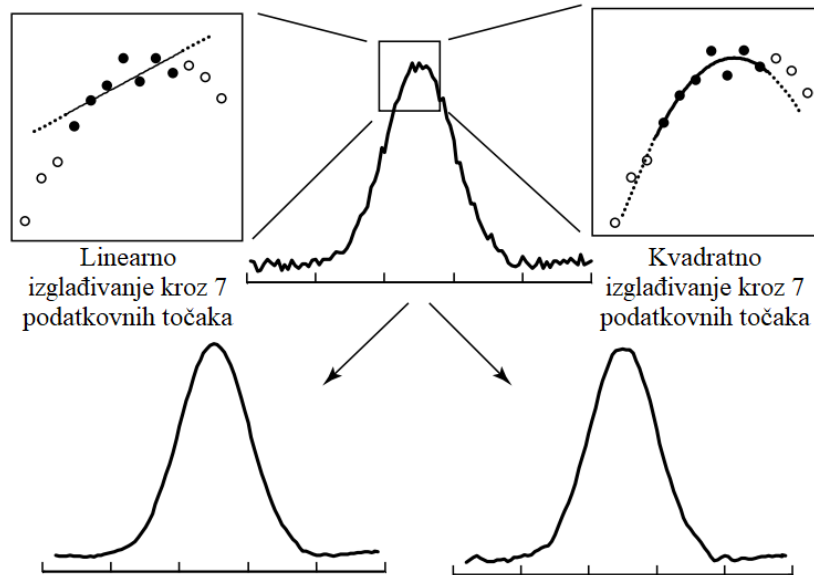 Linearno
izglađivanje kroz 7
podatkovnih točaka
Kvadratno
izglađivanje kroz 7
podatkovnih točaka